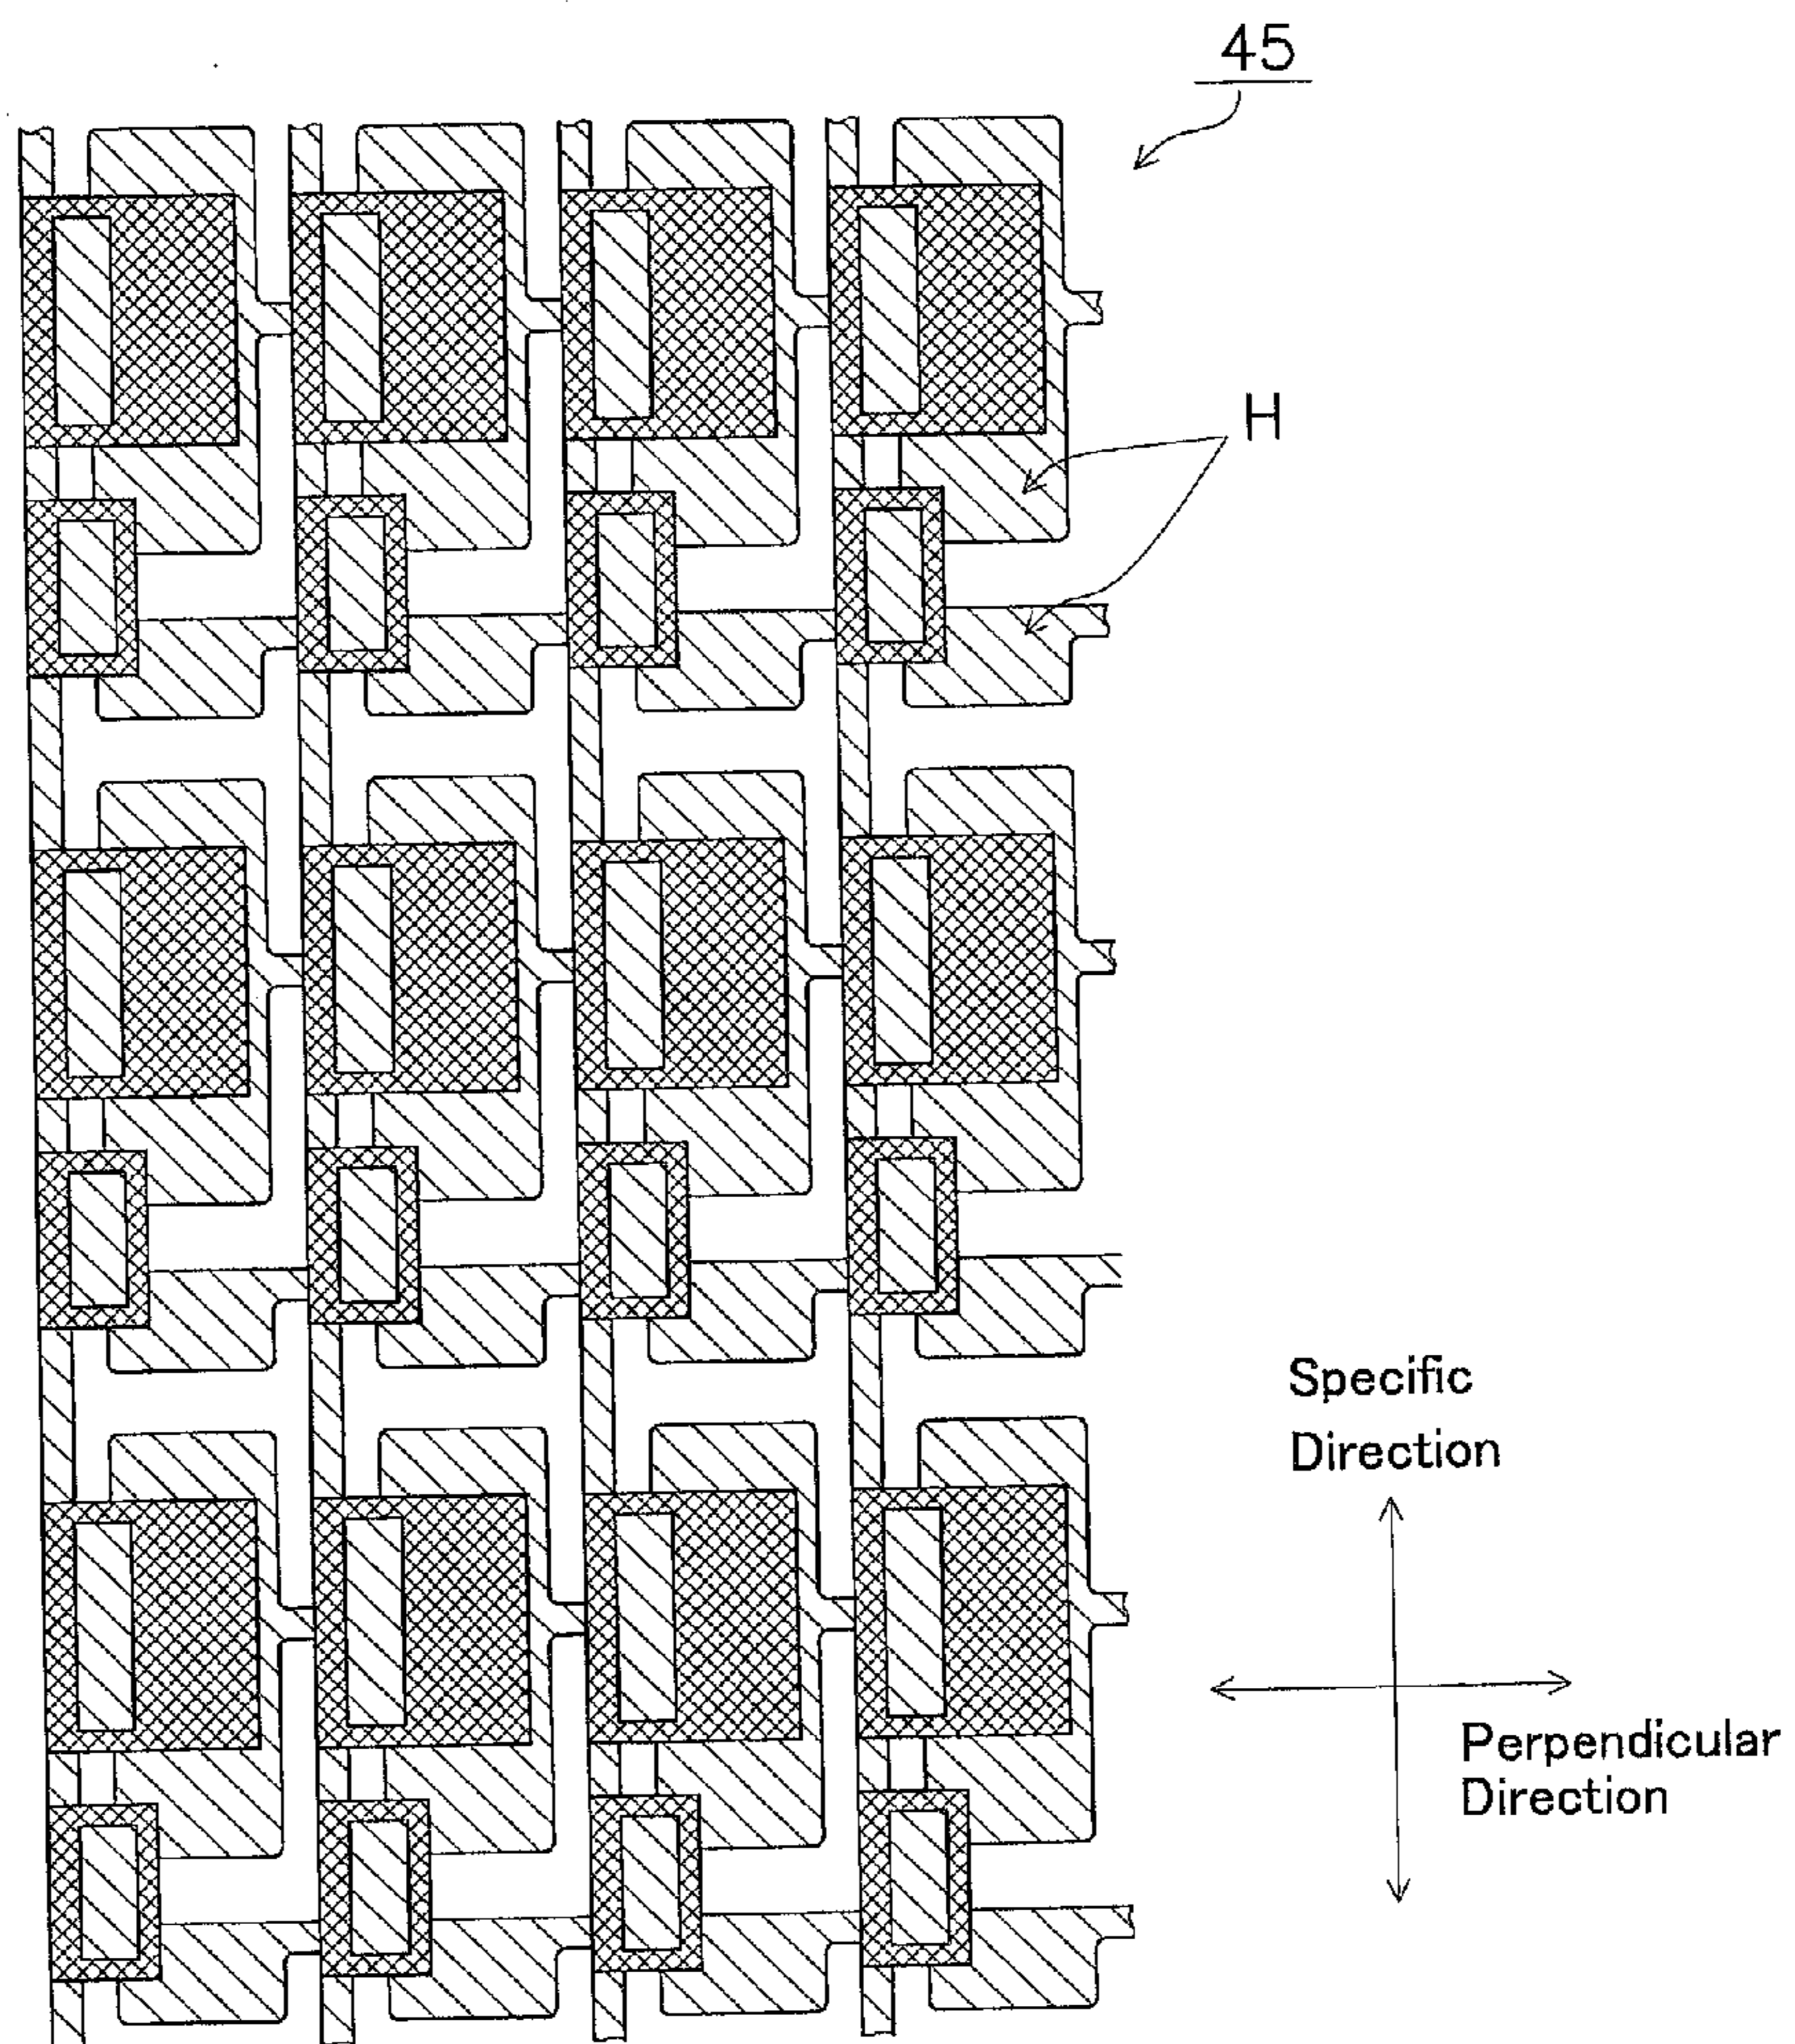 45
H
Specific
Direction
Perpendicular
Direction